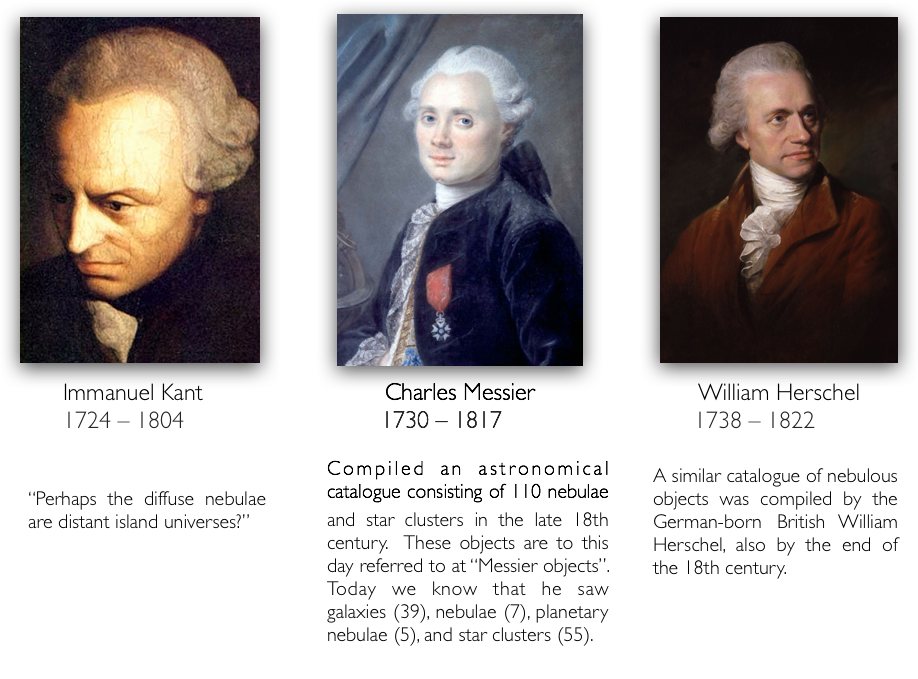 Immanuel Kant
1724 – 1804
“Perhaps the diffuse nebulae
are distant island universes?”
Charles Messier
1730 – 1817
Compiled an astronomical
catalogue consisting of 110 nebulae
and star clusters in the late 18th
century. These objects are to this
day referred to at “Messier objects”.
Today we know that he saw
galaxies (39), nebulae (7), planetary
nebulae (5), and star clusters (55).
William Herschel
1738 – 1822
A similar catalogue of nebulous
objects was compiled by the
German-born British William
Herschel, also by the end of
the 18th century.